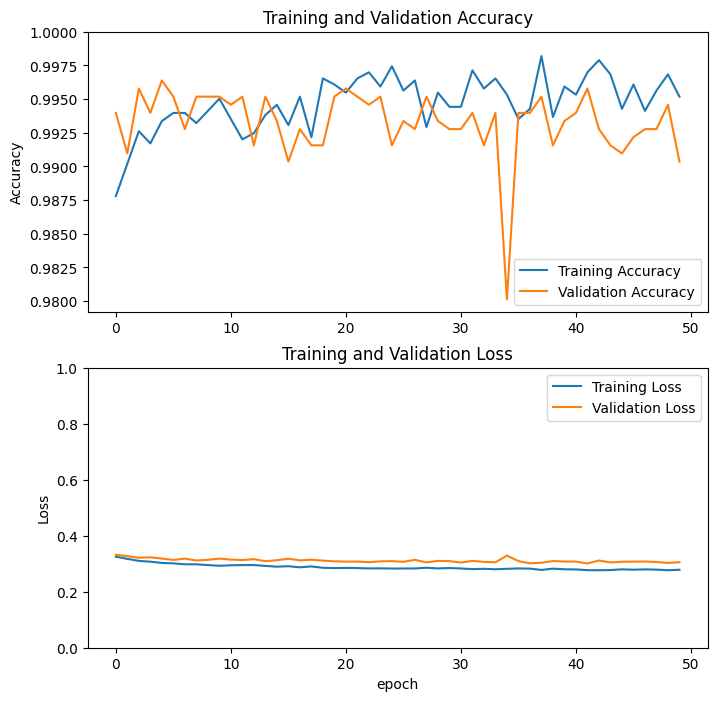 Training and Validation Accuracy
1.0000
0.9975
0.9950
0.9925
0.9900
0.9875
0.9850
0.9825
0.9800
Accuracy
Training Accuracy
Validation Accuracy
0 10 20 30 40 50
Training and Validation Loss
1.0
0.8
0.6
0.4
0.2
0.0
Loss
Training Loss
Validation Loss
0 10 20 30 40 50
epoch